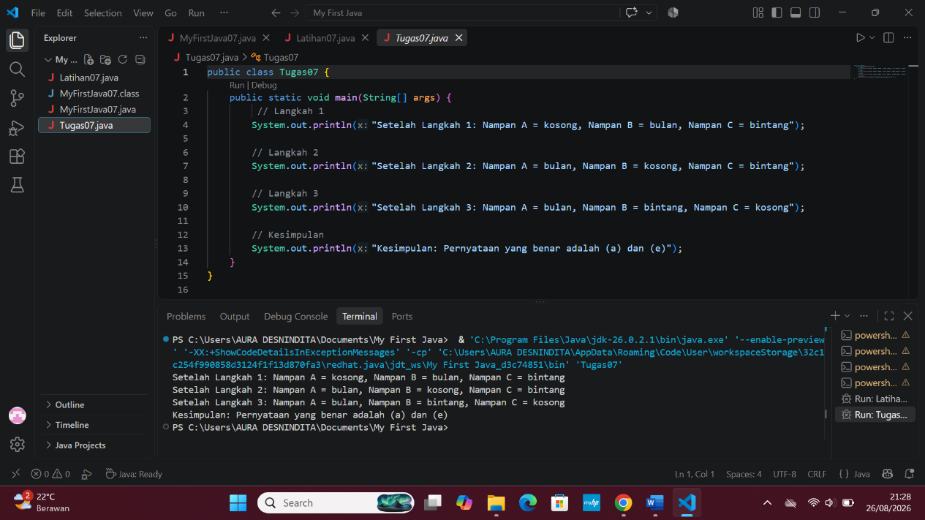 File Edit Selection View Go Run ··· My First Java
Explorer ···
My ...
Latihan07.java
MyFirstJava07.class
MyFirstJava07.java
Tugas07.java
Outline
Timeline
Java Projects
MyFirstJava07.java Latihan07.java Tugas07.java
Tugas07.java > Tugas07
1 public class Tugas07 {
Run | Debug
2 public static void main(String[] args) {
3 // Langkah 1
4 System.out.println(x: "Setelah Langkah 1: Nampan A = kosong, Nampan B = bulan, Nampan C = bintang");
5
6 // Langkah 2
7 System.out.println(x: "Setelah Langkah 2: Nampan A = bulan, Nampan B = kosong, Nampan C = bintang");
8
9 // Langkah 3
10 System.out.println(x: "Setelah Langkah 3: Nampan A = bulan, Nampan B = bintang, Nampan C = kosong");
11
12 // Kesimpulan
13 System.out.println(x: "Kesimpulan: Pernyataan yang benar adalah (a) dan (e)");
14 }
15 }
16
Problems Output Debug Console Terminal Ports
PS C:\Users\AURA DESNINDITA\Documents\My First Java> & 'C:\Program Files\Java\jdk-26.0.2.1\bin\java.exe' '--enable-preview
' '-XX:+ShowCodeDetailsInExceptionMessages' '-cp' 'C:\Users\AURA DESNINDITA\AppData\Roaming\Code\User\workspaceStorage\32c1
c254f990858d3124f1f13d870fa3\redhat.java\jdt_ws\My First Java_d3c74851\bin' 'Tugas07'
Setelah Langkah 1: Nampan A = kosong, Nampan B = bulan, Nampan C = bintang
Setelah Langkah 2: Nampan A = bulan, Nampan B = kosong, Nampan C = bintang
Setelah Langkah 3: Nampan A = bulan, Nampan B = bintang, Nampan C = kosong
Kesimpulan: Pernyataan yang benar adalah (a) dan (e)
PS C:\Users\AURA DESNINDITA\Documents\My First Java>
powersh...
powersh...
powersh...
powersh...
Run: Latiha...
Run: Tugas...
0 0 Java: Ready Ln 1, Col 1 Spaces: 4 UTF-8 CRLF {} Java
2 22°C
Berawan
Search
21:28
26/08/2026